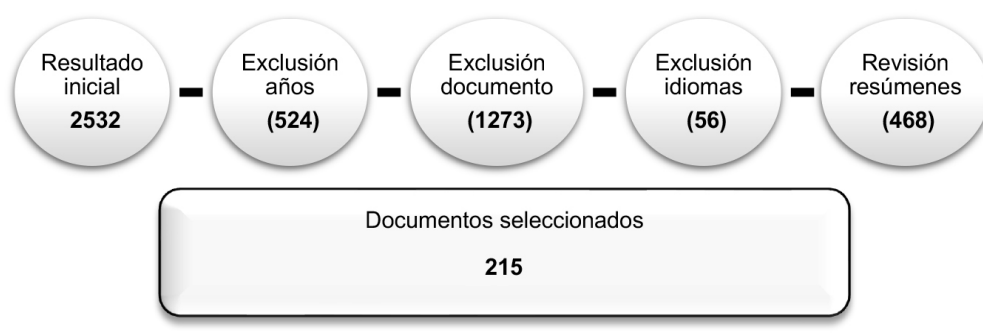 Resultado
inicial
2532
Exclusión
años
(524)
Exclusión
documento
(1273)
Exclusión
idiomas
(56)
Revisión
resúmenes
(468)
Documentos seleccionados
215